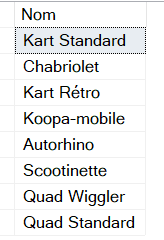 Nom
Kart Standard
Chabriolet
Kart Rétro
Koopa-mobile
Autorhino
Scootinette
Quad Wiggler
Quad Standard